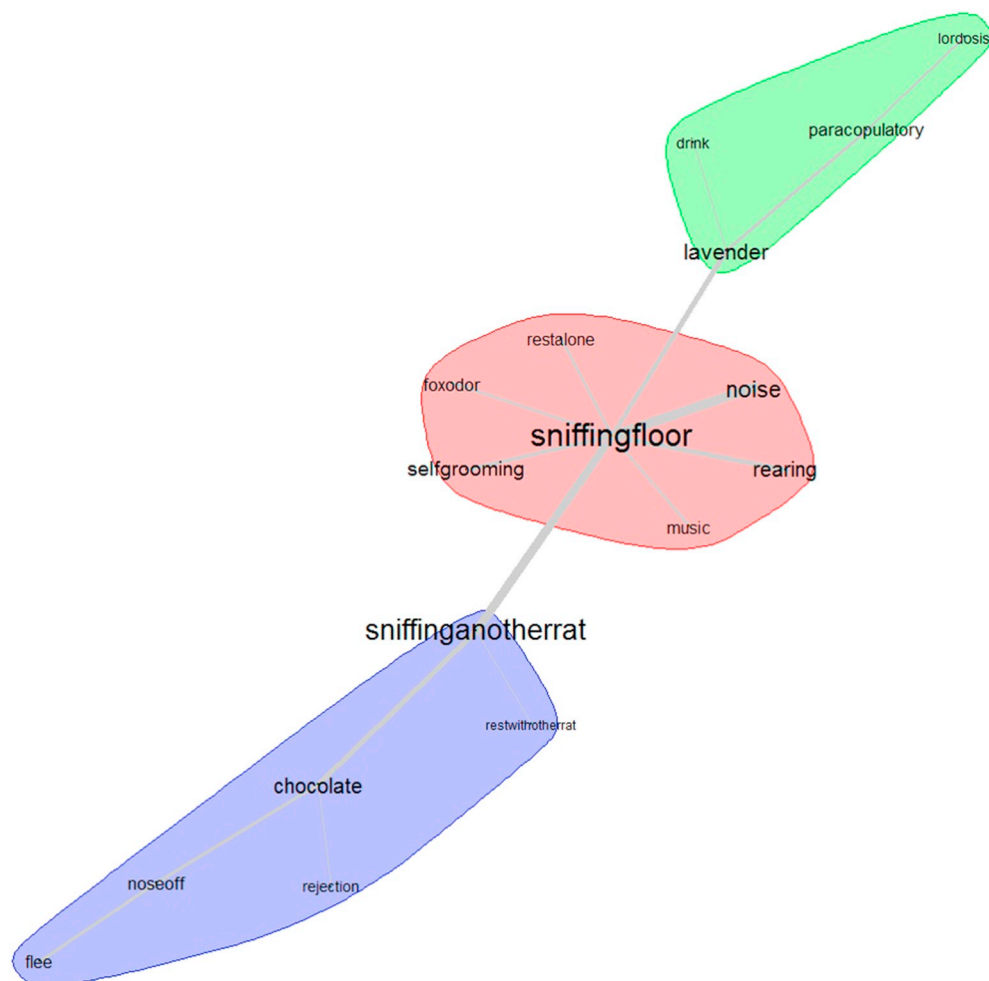 lordosis
paracopulatory
drink
lavender
restalone
foxodor
noise
sniffingfloor
selfgrooming
rearing
music
sniffinganotherrat
restwithotherrat
chocolate
noseoff
rejection
flee